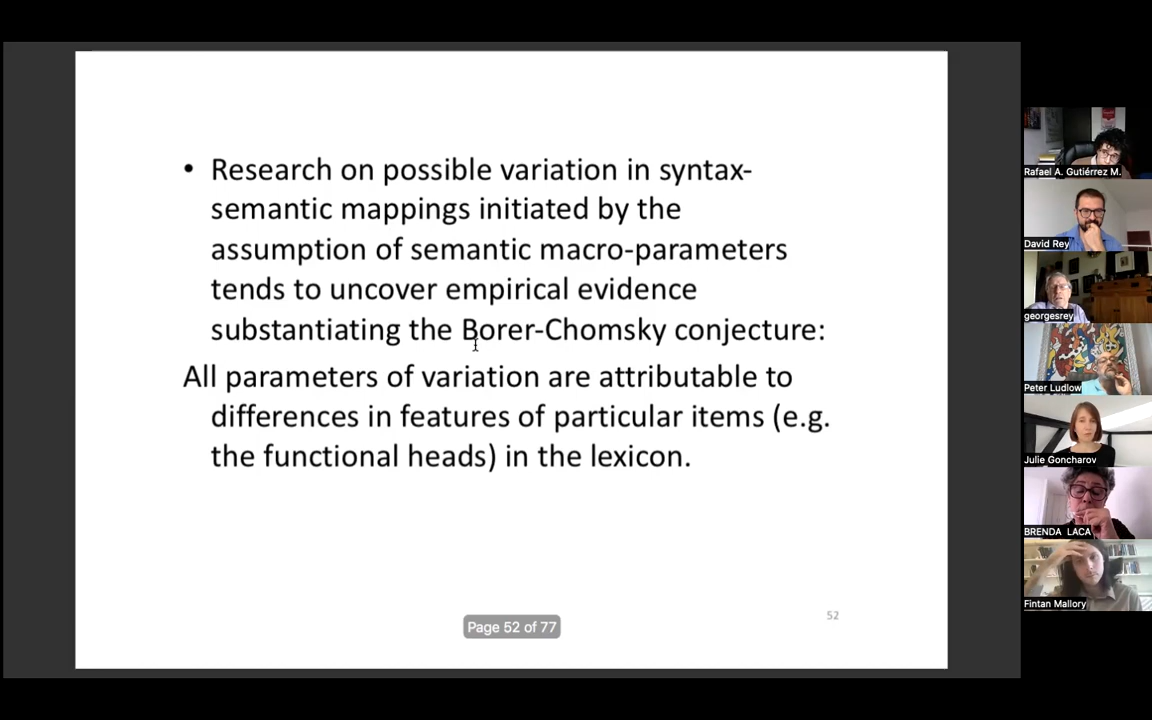 • Research on possible variation in syntax-
semantic mappings initiated by the
assumption of semantic macro-parameters
tends to uncover empirical evidence
substantiating the Borer-Chomsky conjecture:
All parameters of variation are attributable to
differences in features of particular items (e.g.
the functional heads) in the lexicon.
52
Page 52 of 77
Rafael A. Gutiérrez M.
David Rey
georgesrey
Peter Ludlow
Julie Goncharov
BRENDA LACA
Fintan Mallory